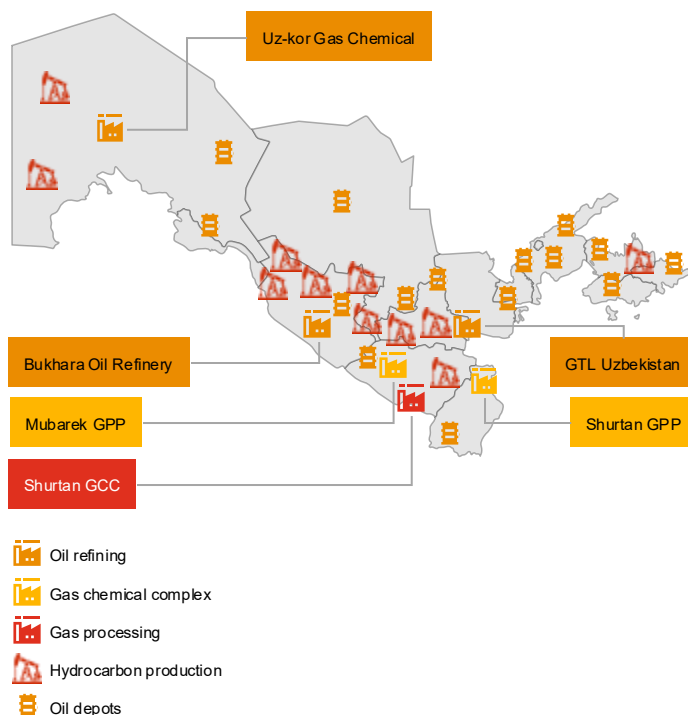 Uz-kor Gas Chemical
Bukhara Oil Refinery
GTL Uzbekistan
Mubarek GPP
Shurtan GPP
Shurtan GCC
Oil refining
Gas chemical complex
Gas processing
Hydrocarbon production
Oil depots